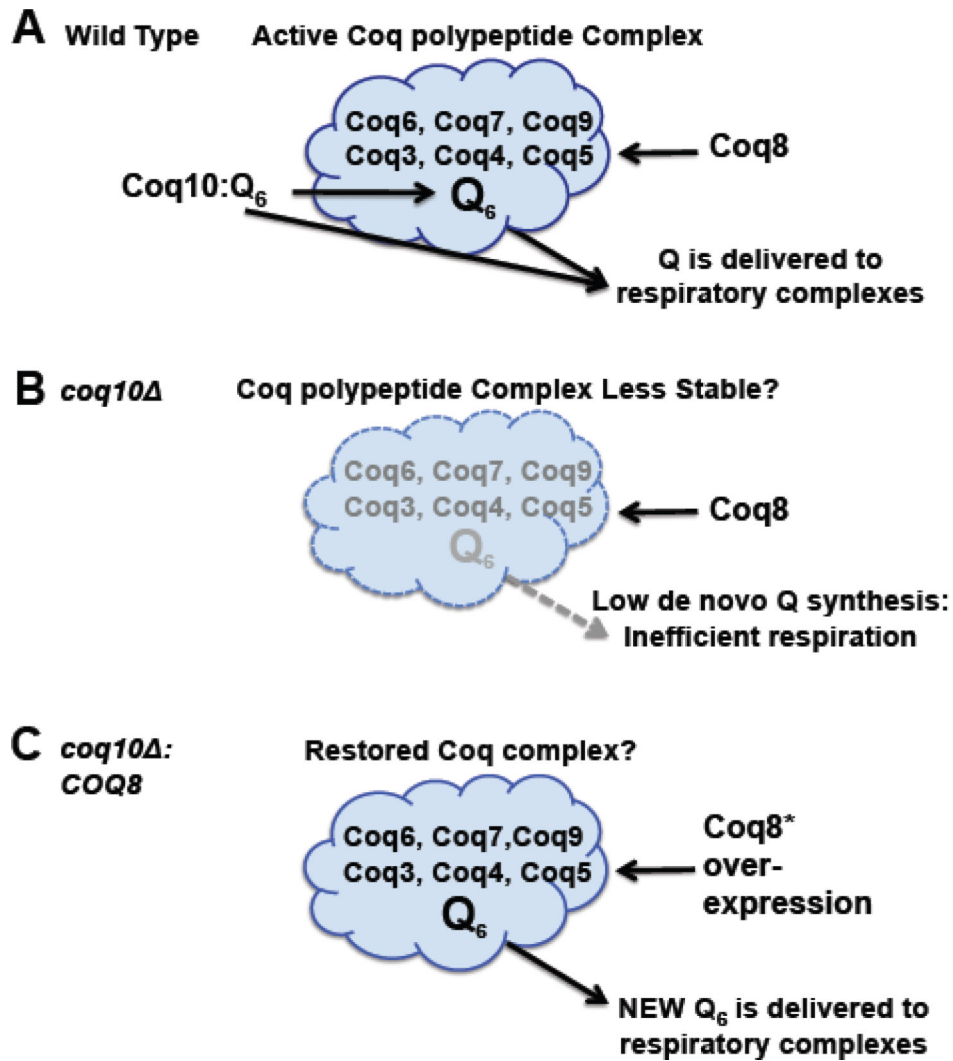 A Wild Type Active Coq polypeptide Complex
Coq6, Coq7, Coq9
Coq3, Coq4, Coq5
Coq8
Coq10:Q₆
Q₆
Q is delivered to
respiratory complexes
B coq10Δ Coq polypeptide Complex Less Stable?
Coq6, Coq7, Coq9
Coq3, Coq4, Coq5
Coq8
Q₆
Low de novo Q synthesis:
Inefficient respiration
C coq10Δ:
COQ8
Restored Coq complex?
Coq6, Coq7,Coq9
Coq3, Coq4, Coq5
Q₆
Coq8*
over-
expression
NEW Q₆ is delivered to
respiratory complexes